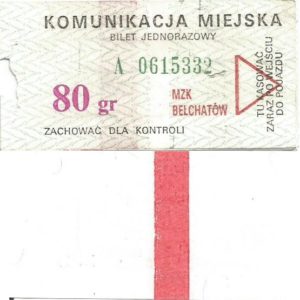 KOMUNIKACJA MIEJSKA
BILET JEDNORAZOWY
A 0615332
80 gr
MZK
BEŁCHATÓW
ZACHOWAĆ DLA KONTROLI
TU KASOWAĆ
ZARAZ PO WEJŚCIU
DO POJAZDU